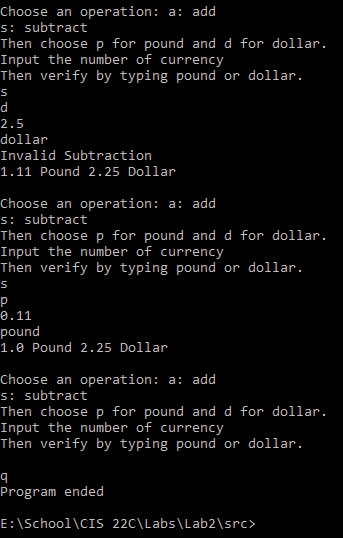 Choose an operation: a: add
s: subtract
Then choose p for pound and d for dollar.
Input the number of currency
Then verify by typing pound or dollar.
s
d
2.5
dollar
Invalid Subtraction
1.11 Pound 2.25 Dollar
Choose an operation: a: add
s: subtract
Then choose p for pound and d for dollar.
Input the number of currency
Then verify by typing pound or dollar.
s
p
0.11
pound
1.0 Pound 2.25 Dollar
Choose an operation: a: add
s: subtract
Then choose p for pound and d for dollar.
Input the number of currency
Then verify by typing pound or dollar.
q
Program ended
E:\School\CIS 22C\Labs\Lab2\src>